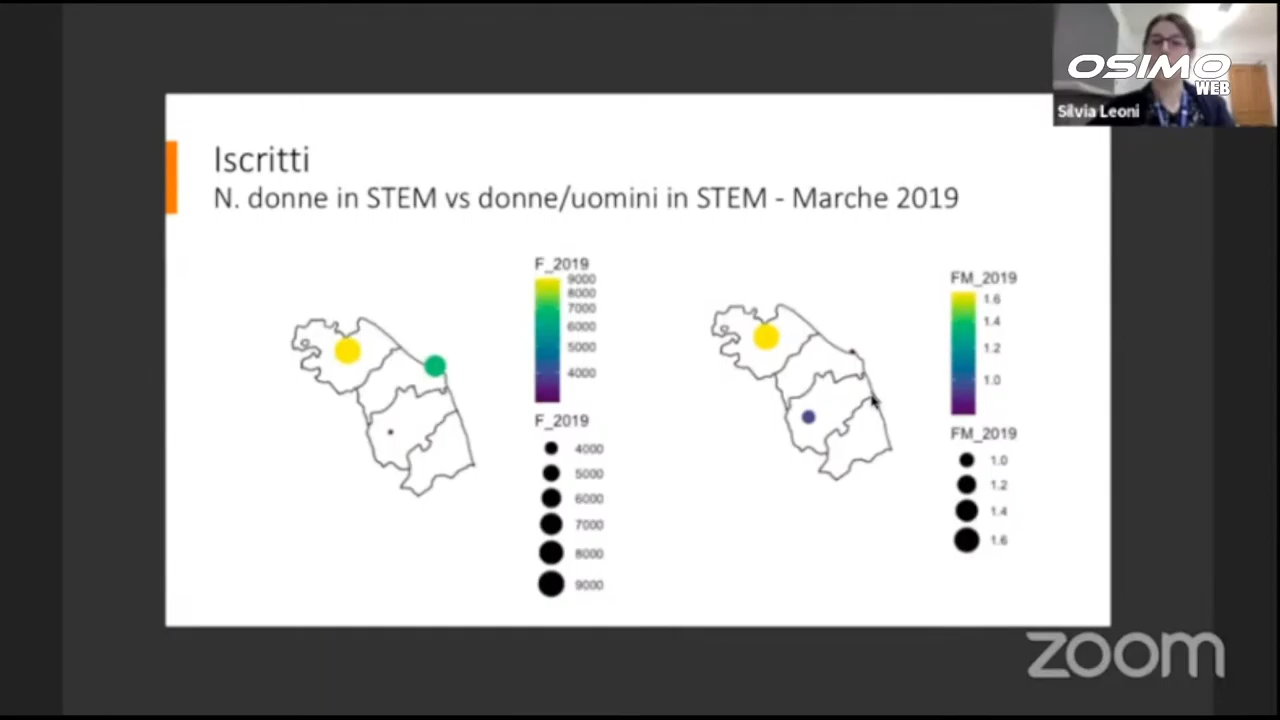 OSIMO
WEB
Silvia Leoni
Iscritti
N. donne in STEM vs donne/uomini in STEM - Marche 2019
F_2019
9000
8000
7000
6000
5000
4000
F_2019
4000
5000
6000
7000
8000
9000
FM_2019
1.6
1.4
1.2
1.0
FM_2019
1.0
1.2
1.4
1.6
zoom